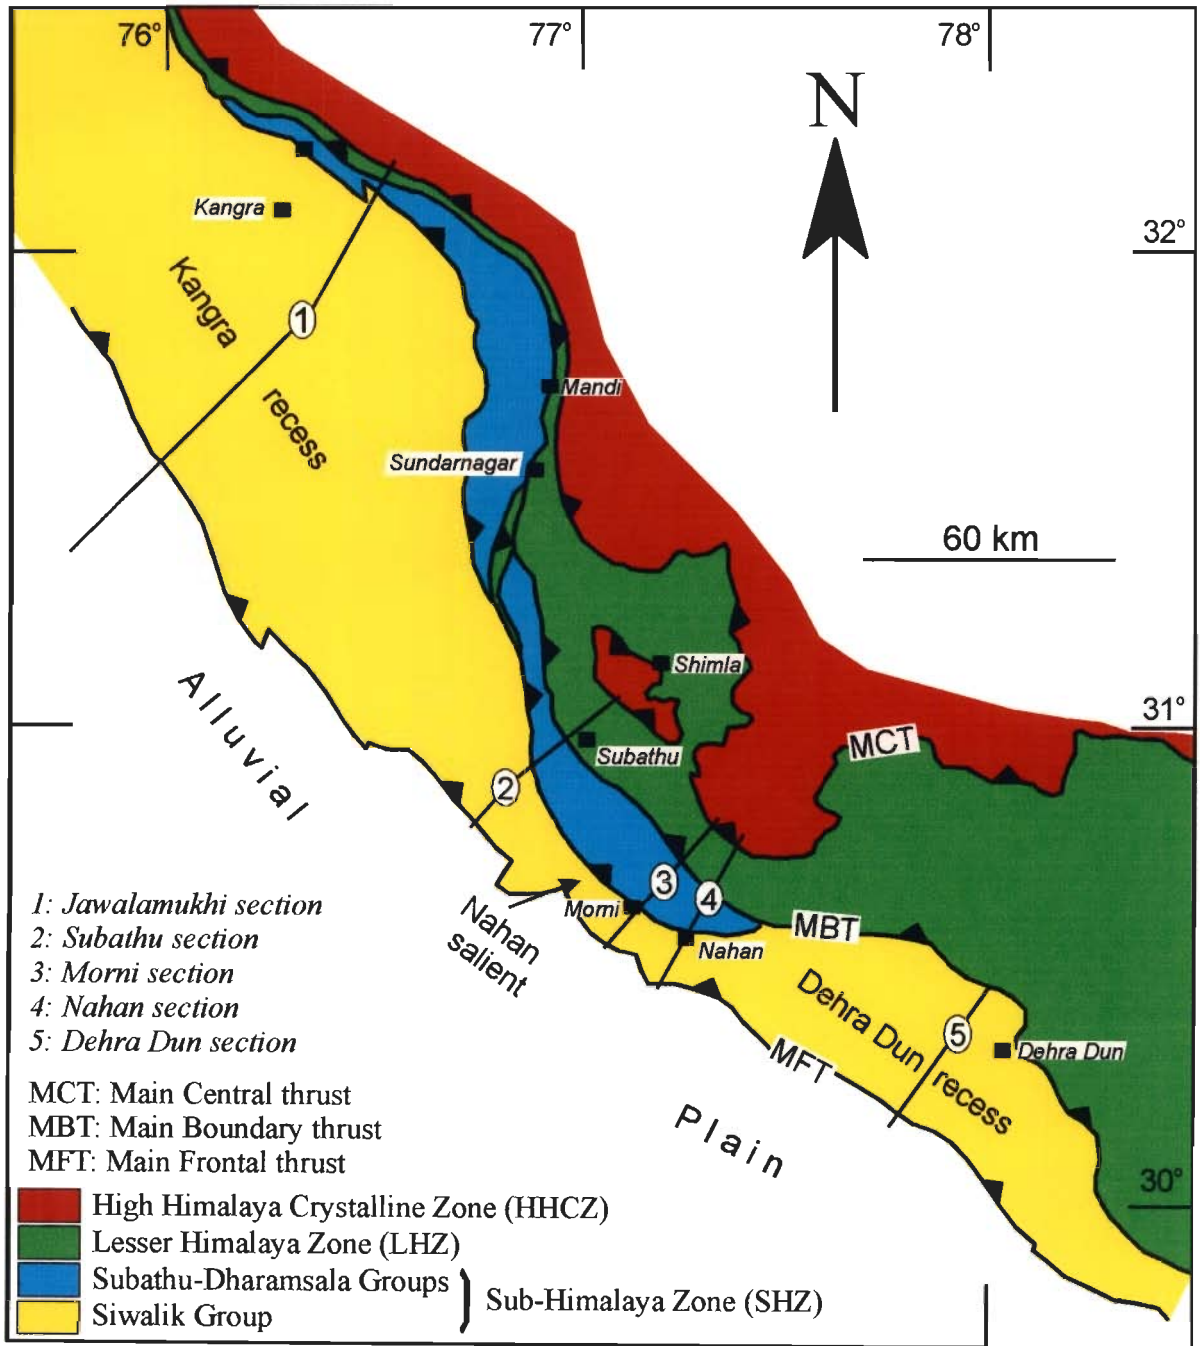 76°
77°
78°
N
Kangra
32°
Kangra
recess
1
Mandi
Sundarnagar
60 km
Shimla
31°
MCT
Subathu
2
Alluvial
3
4
Morni
Nahan
salient
MBT
Nahan
Dehra Dun
recess
5
Dehra Dun
MFT
Plain
30°
1: Jawalamukhi section
2: Subathu section
3: Morni section
4: Nahan section
5: Dehra Dun section
MCT: Main Central thrust
MBT: Main Boundary thrust
MFT: Main Frontal thrust
High Himalaya Crystalline Zone (HHCZ)
Lesser Himalaya Zone (LHZ)
Subathu-Dharamsala Groups
Siwalik Group
Sub-Himalaya Zone (SHZ)